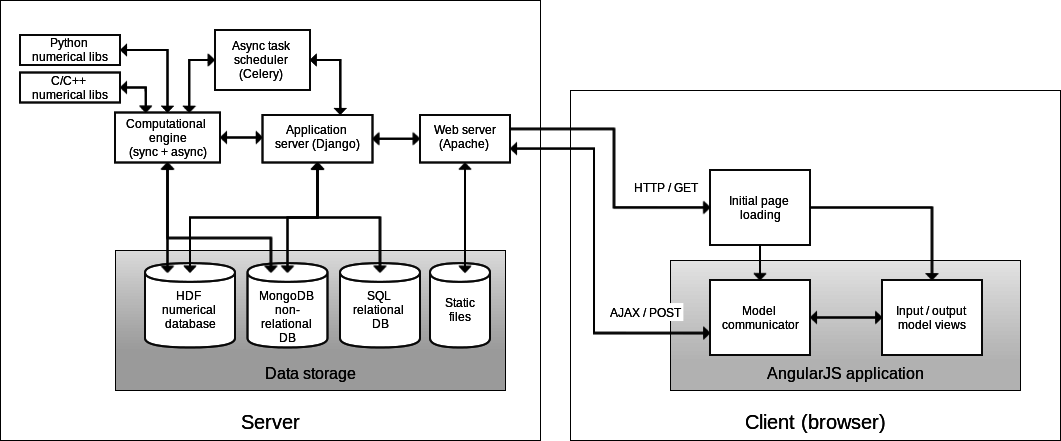 Python
numerical libs
C/C++
numerical libs
Async task
scheduler
(Celery)
Computational
engine
(sync + async)
Application
server (Django)
Web server
(Apache)
HTTP / GET
Initial page
loading
HDF
numerical
database
MongoDB
non-
relational
DB
SQL
relational
DB
Static
files
Data storage
Server
AJAX / POST
Model
communicator
Input / output
model views
AngularJS application
Client (browser)